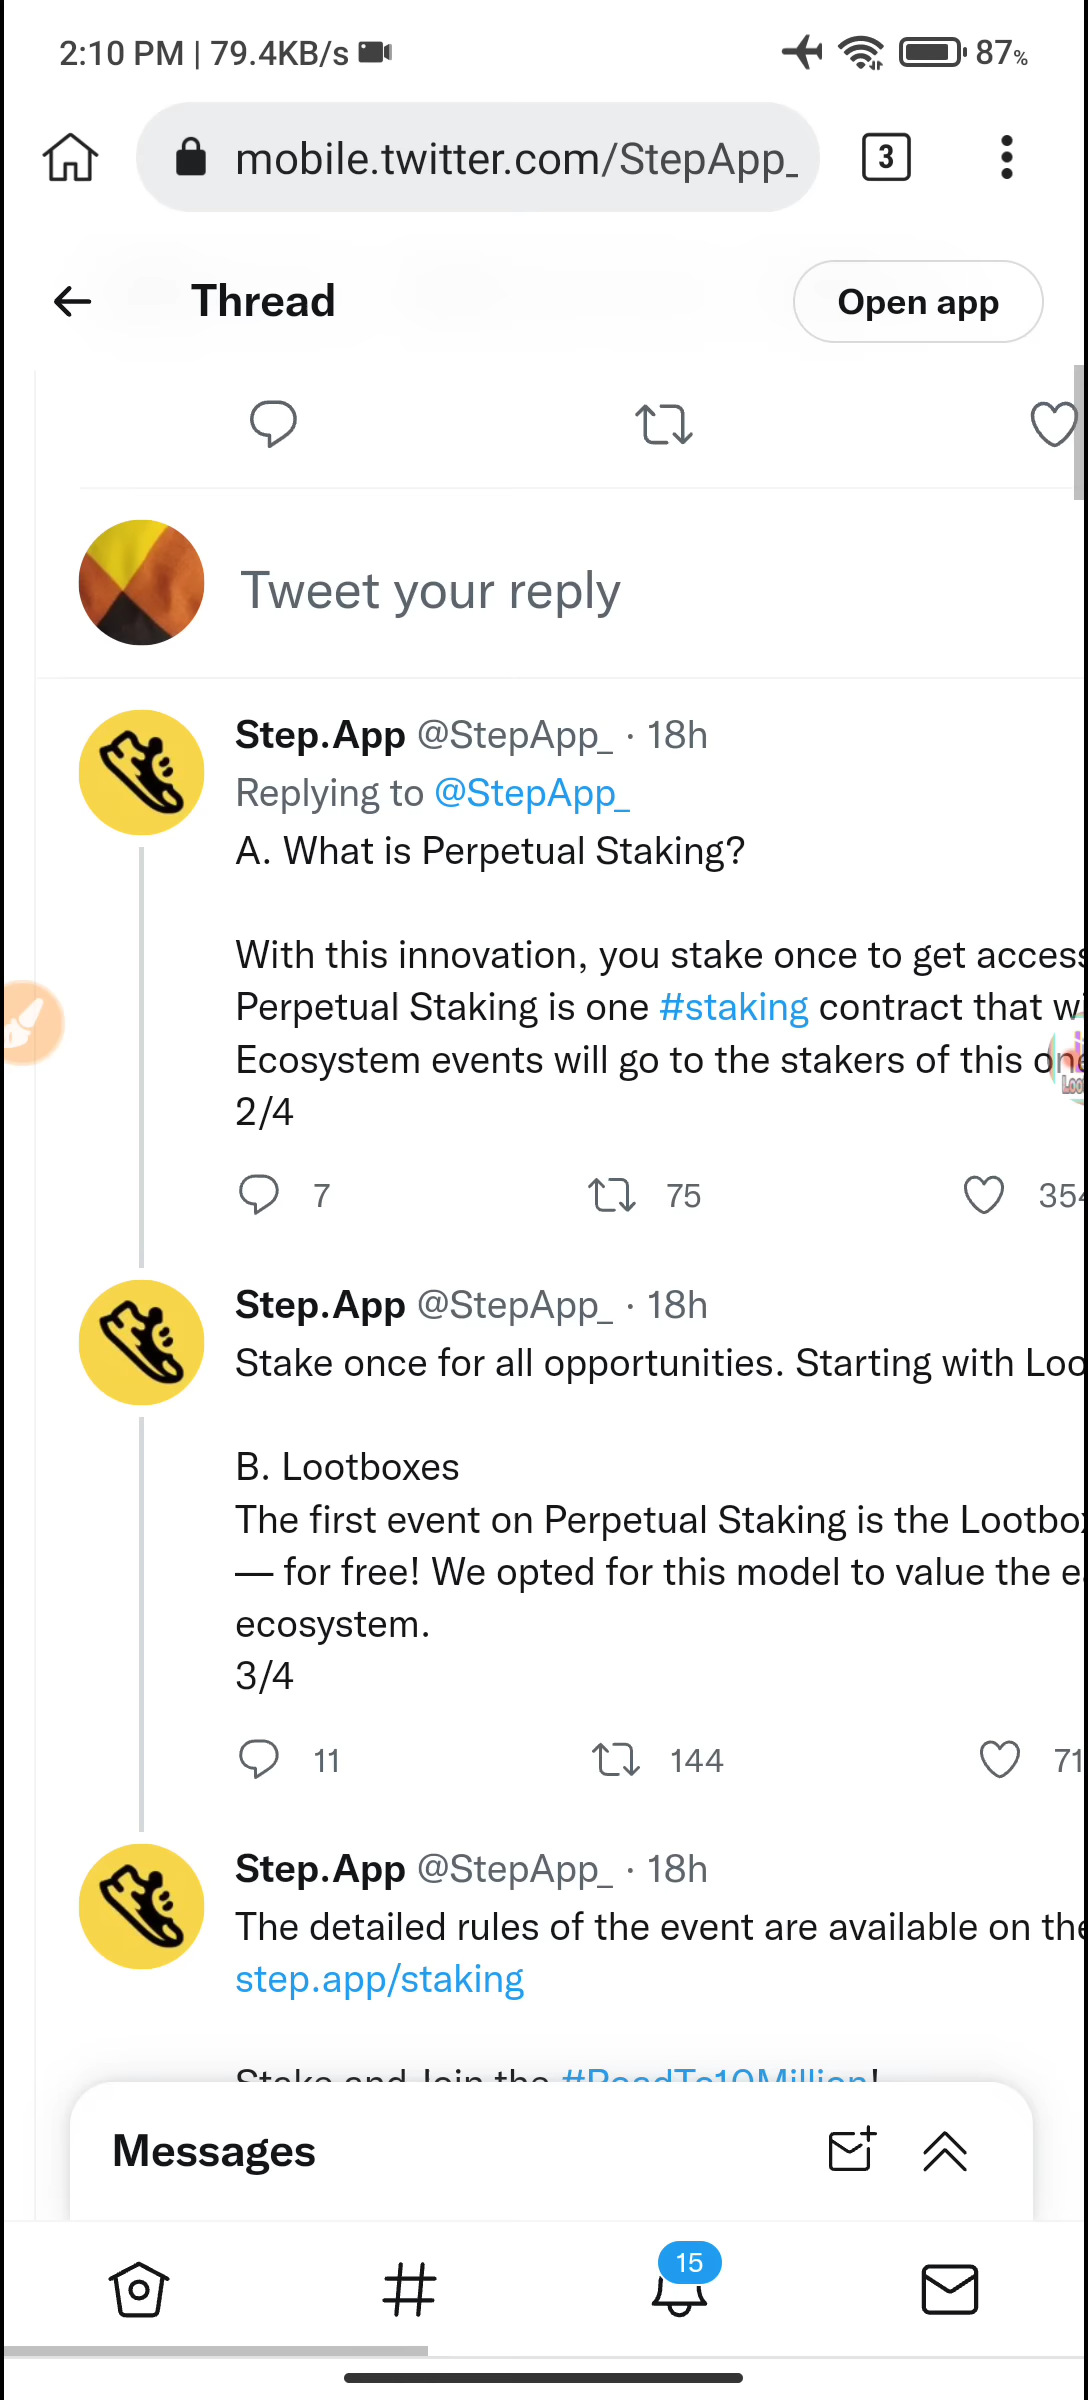 2:10 PM | 79.4KB/s 87%
mobile.twitter.com/StepApp_ 3
Thread Open app
Tweet your reply
Step.App @StepApp_ · 18h
Replying to @StepApp_
A. What is Perpetual Staking?
With this innovation, you stake once to get access
Perpetual Staking is one #staking contract that
Ecosystem events will go to the stakers of this
2/4
7 75
Step.App @StepApp_ · 18h
Stake once for all opportunities. Starting with
B. Lootboxes
The first event on Perpetual Staking is the
— for free! We opted for this model to value the
ecosystem.
3/4
11 144
Step.App @StepApp_ · 18h
The detailed rules of the event are available on
step.app/staking
Stake and Join the #RoadTo10Million!
Messages
15